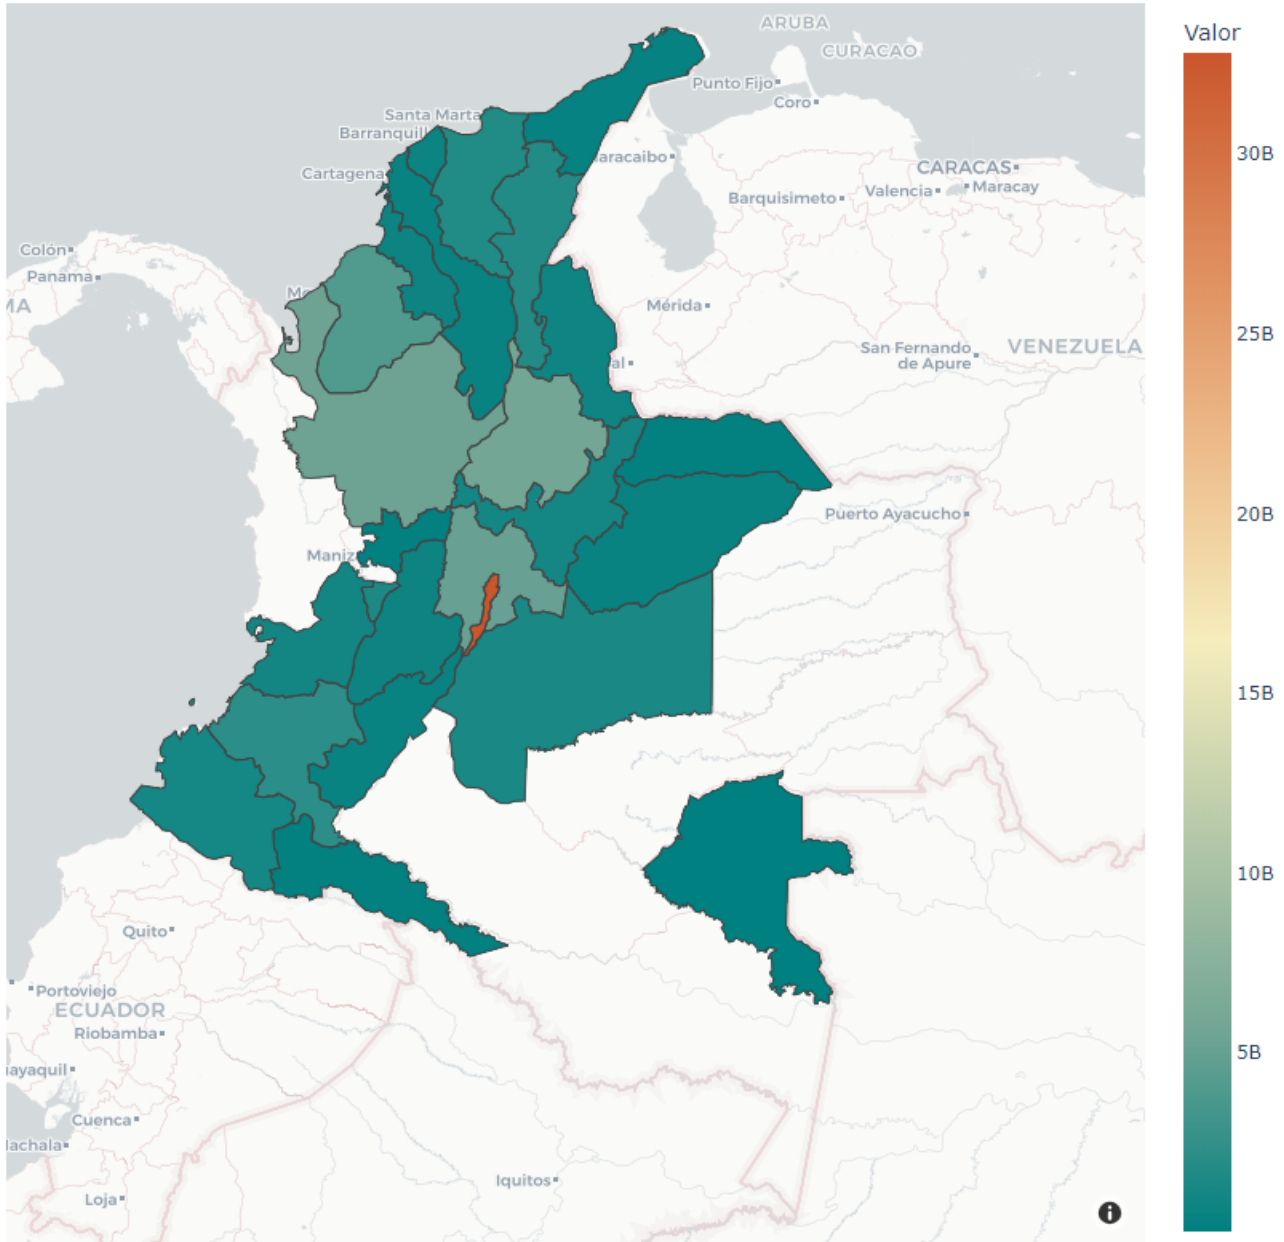 ARUBA
CURACAO
Valor
Punto Fijo
Coro
Santa Marta
Barranquill
30B
aracaibo
CARACAS
Cartagena
Valencia
Maracay
Barquisimeto
Colón
Panama
MA
Mérida
25B
San Fernando
de Apure
VENEZUELA
al
20B
Puerto Ayacucho
Maniz
15B
10B
Quito
Portoviejo
ECUADOR
Riobamba
5B
ayaquil
Cuenca
lachala
Iquitos
Loja